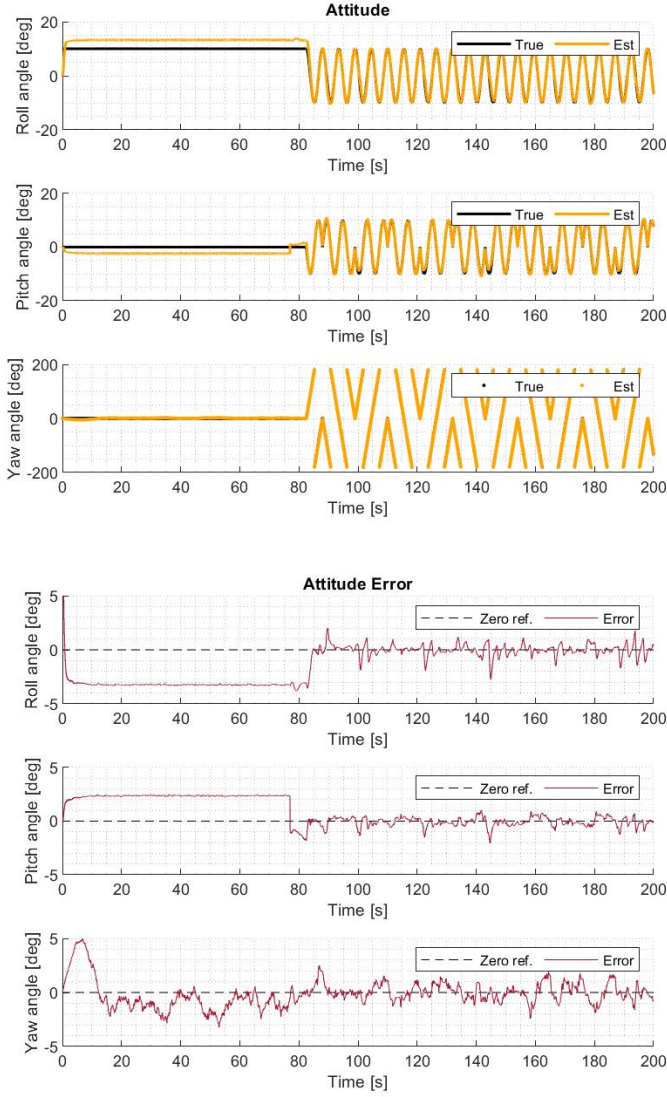 Attitude
20
0
-20
Roll angle [deg]
True Est
0 20 40 60 80 100 120 140 160 180 200
Time [s]
20
0
-20
Pitch angle [deg]
True Est
0 20 40 60 80 100 120 140 160 180 200
Time [s]
200
0
-200
Yaw angle [deg]
True Est
0 20 40 60 80 100 120 140 160 180 200
Time [s]
Attitude Error
5
0
-5
Roll angle [deg]
Zero ref. Error
0 20 40 60 80 100 120 140 160 180 200
Time [s]
5
0
-5
Pitch angle [deg]
Zero ref. Error
0 20 40 60 80 100 120 140 160 180 200
Time [s]
5
0
-5
Yaw angle [deg]
Zero ref. Error
0 20 40 60 80 100 120 140 160 180 200
Time [s]